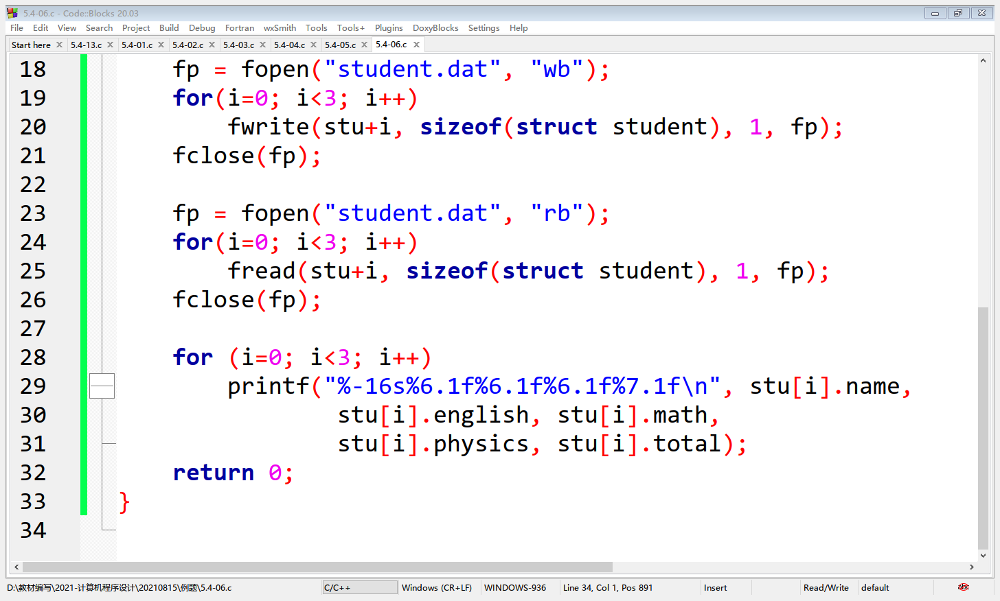 5.4-06.c - Code::Blocks 20.03
File Edit View Search Project Build Debug Fortran wxSmith Tools Tools+ Plugins DoxyBlocks Settings Help
Start here 5.4-13.c 5.4-01.c 5.4-02.c 5.4-03.c 5.4-04.c 5.4-05.c 5.4-06.c
18 fp = fopen("student.dat", "wb");
19 for(i=0; i<3; i++)
20 fwrite(stu+i, sizeof(struct student), 1, fp);
21 fclose(fp);
22
23 fp = fopen("student.dat", "rb");
24 for(i=0; i<3; i++)
25 fread(stu+i, sizeof(struct student), 1, fp);
26 fclose(fp);
27
28 for (i=0; i<3; i++)
29 printf("%-16s%6.1f%6.1f%6.1f%7.1f\n", stu[i].name,
30 stu[i].english, stu[i].math,
31 stu[i].physics, stu[i].total);
32 return 0;
33 }
34
D:\教材编写\2021-计算机程序设计\20210815\例题\5.4-06.c C/C++ Windows (CR+LF) WINDOWS-936 Line 34, Col 1, Pos 891 Insert Read/Write default abc